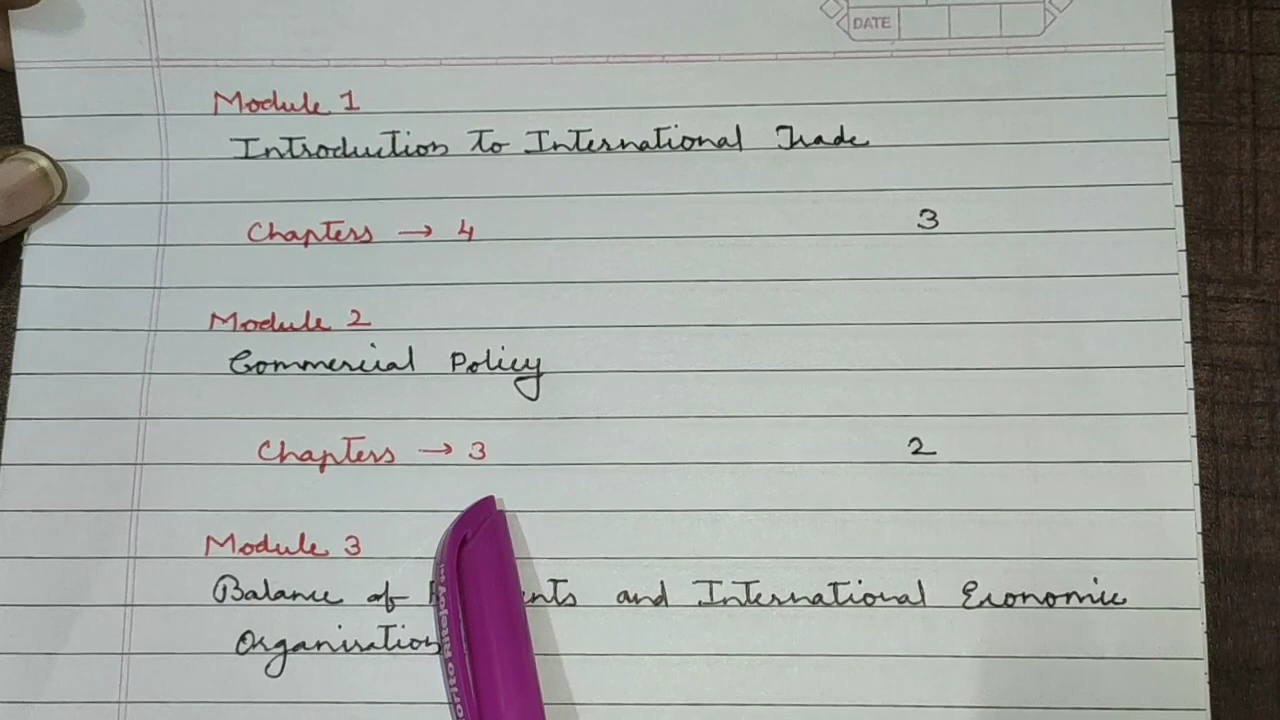 DATE
Module 1
Introduction to International Trade
Chapters → 4 3
Module 2
Commercial Policy
Chapters → 3 2
Module 3
Balance of and International Economic
Organisation